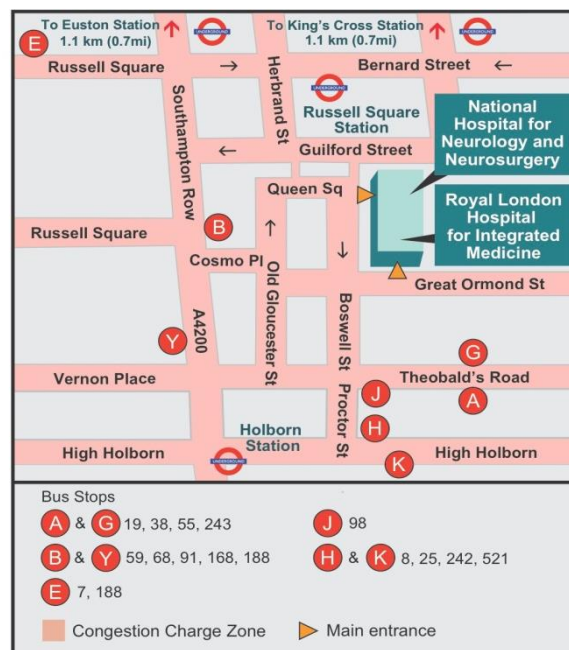 To Euston Station
1.1 km (0.7mi)
UNDERGROUND
To King's Cross Station
1.1 km (0.7mi)
UNDERGROUND
E
Russell Square
→
Bernard Street
←
Herbrand St
UNDERGROUND
Russell Square
Station
Southampton Row
National
Hospital for
Neurology and
Neurosurgery
←
Guilford Street
Queen Sq
Royal London
Hospital
for Integrated
Medicine
B
Russell Square
Cosmo Pl
Old Gloucester St
Great Ormond St
Boswell St
A4200
Y
G
Vernon Place
Theobald's Road
Proctor St
J
A
Holborn
Station
H
High Holborn
UNDERGROUND
K
High Holborn
Bus Stops
A & G 19, 38, 55, 243
J 98
B & Y 59, 68, 91, 168, 188
H & K 8, 25, 242, 521
E 7, 188
Congestion Charge Zone
Main entrance